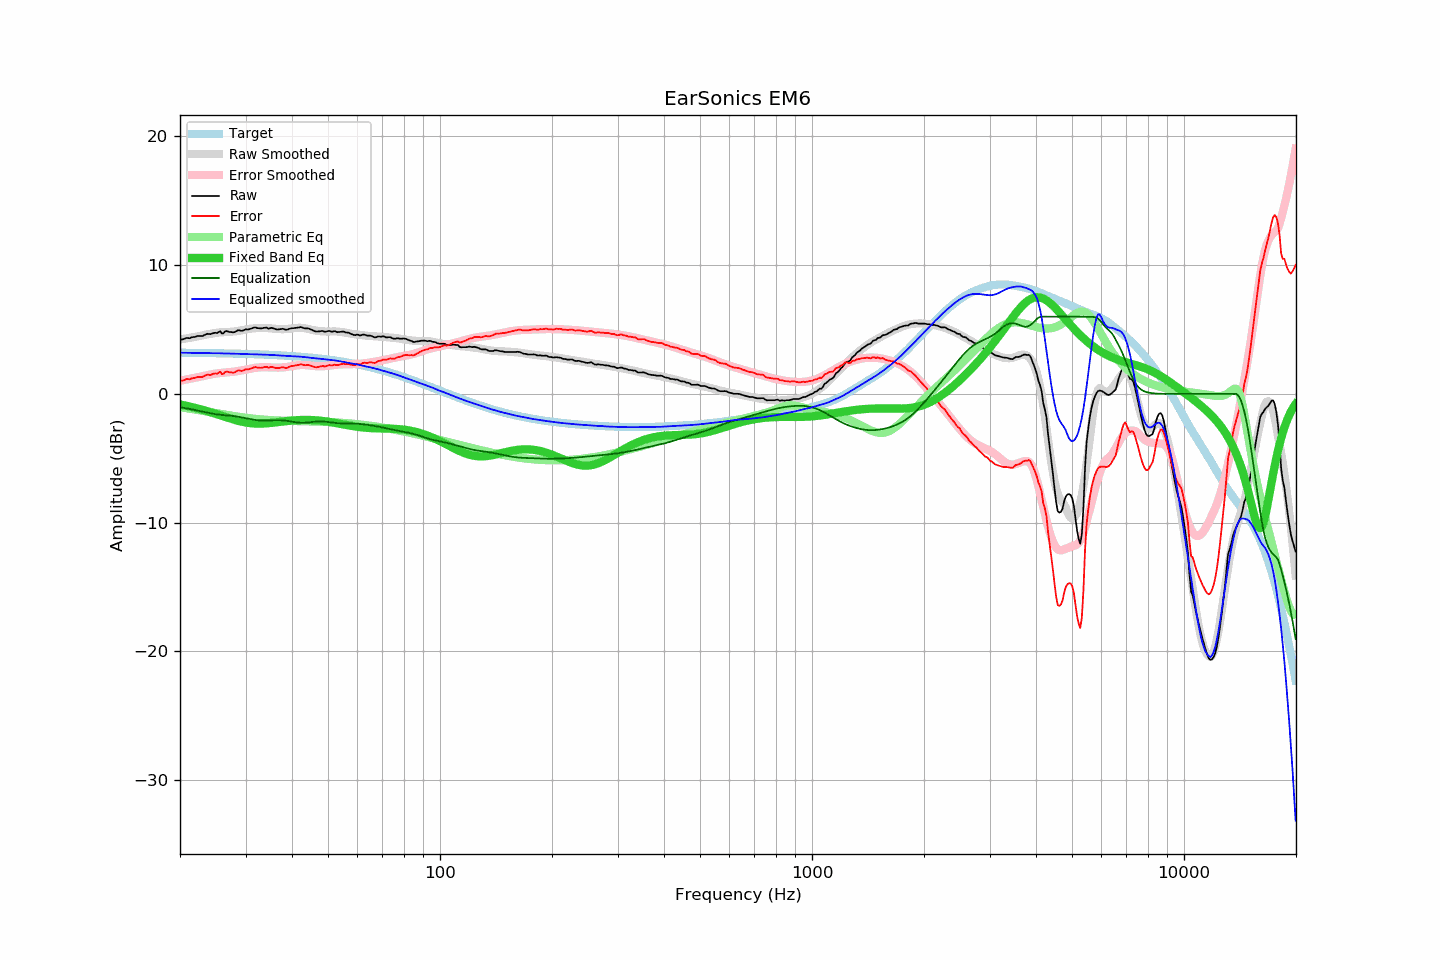 EarSonics EM6
20
10
0
−10
−20
−30
Amplitude (dBr)
Target
Raw Smoothed
Error Smoothed
Raw
Error
Parametric Eq
Fixed Band Eq
Equalization
Equalized smoothed
100
1000
10000
Frequency (Hz)